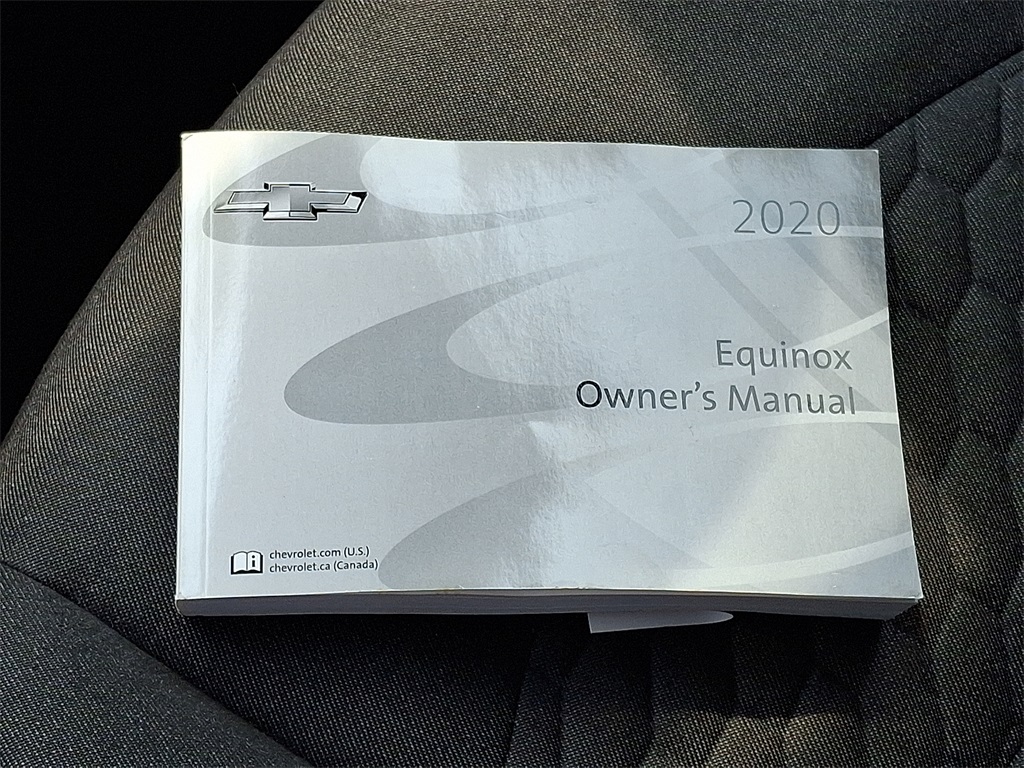 2020
Equinox
Owner's Manual
chevrolet.com (U.S.)
chevrolet.ca (Canada)